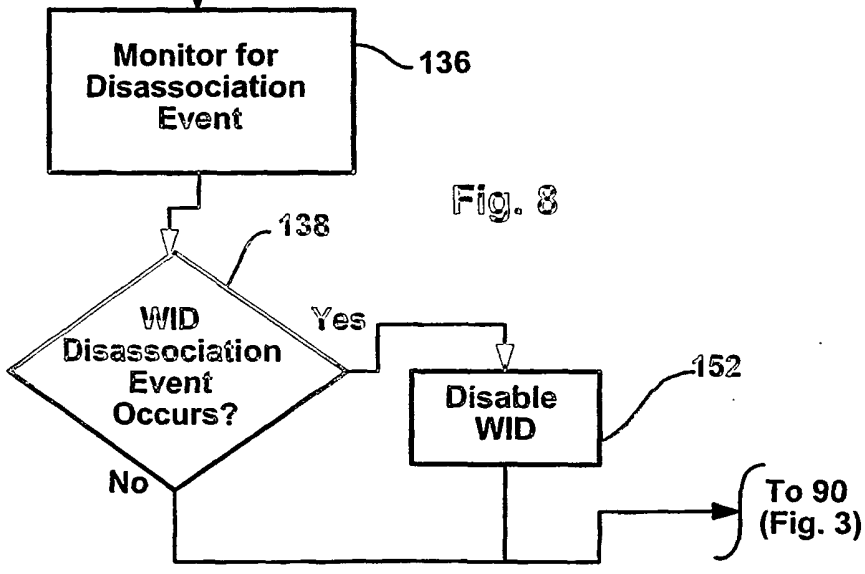 Monitor for
Disassociation
Event
136
Fig. 8
138
WID
Disassociation
Event
Occurs?
Yes
Disable
WID
152
No
To 90
(Fig. 3)